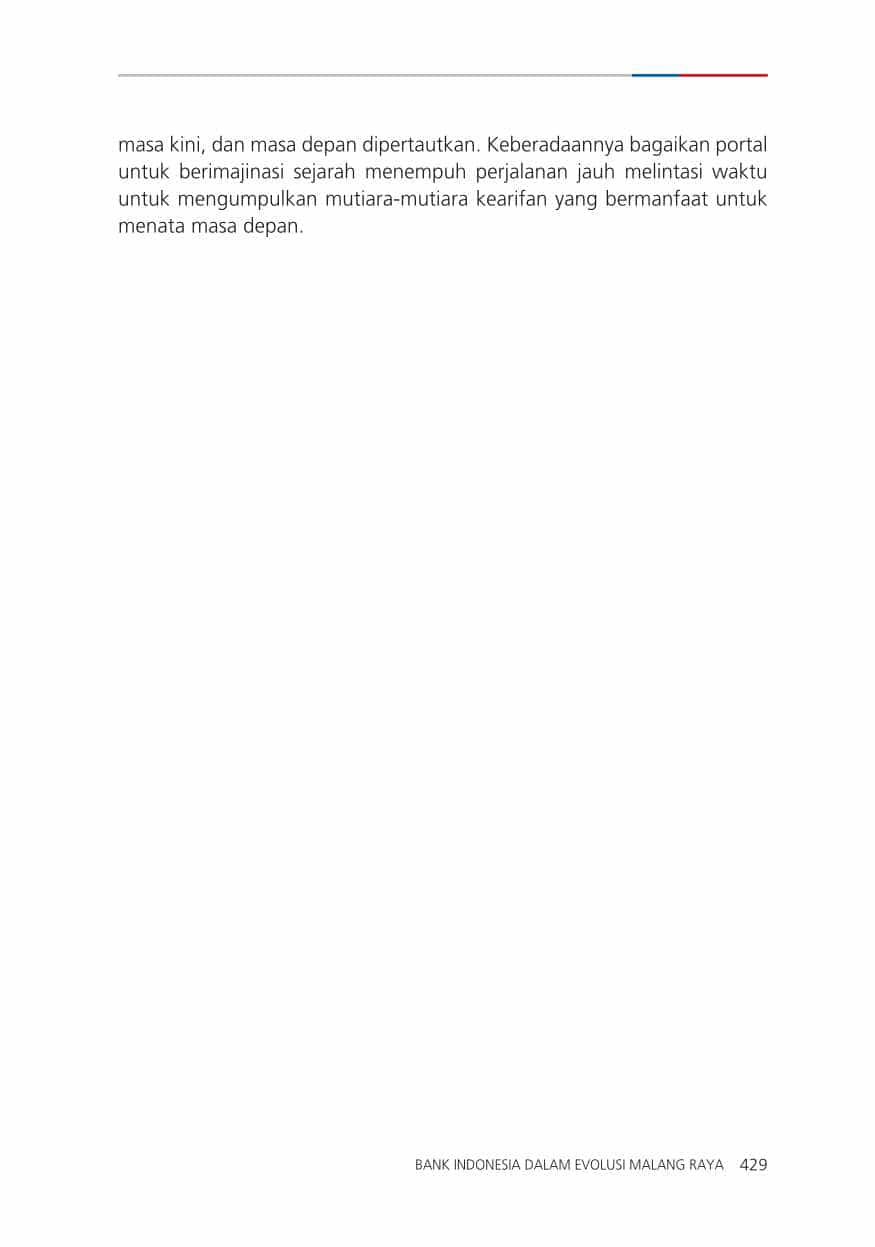 masa kini, dan masa depan dipertautkan. Keberadaannya bagaikan portal
untuk berimajinasi sejarah menempuh perjalanan jauh melintasi waktu
untuk mengumpulkan mutiara-mutiara kearifan yang bermanfaat untuk
menata masa depan.
BANK INDONESIA DALAM EVOLUSI MALANG RAYA 429